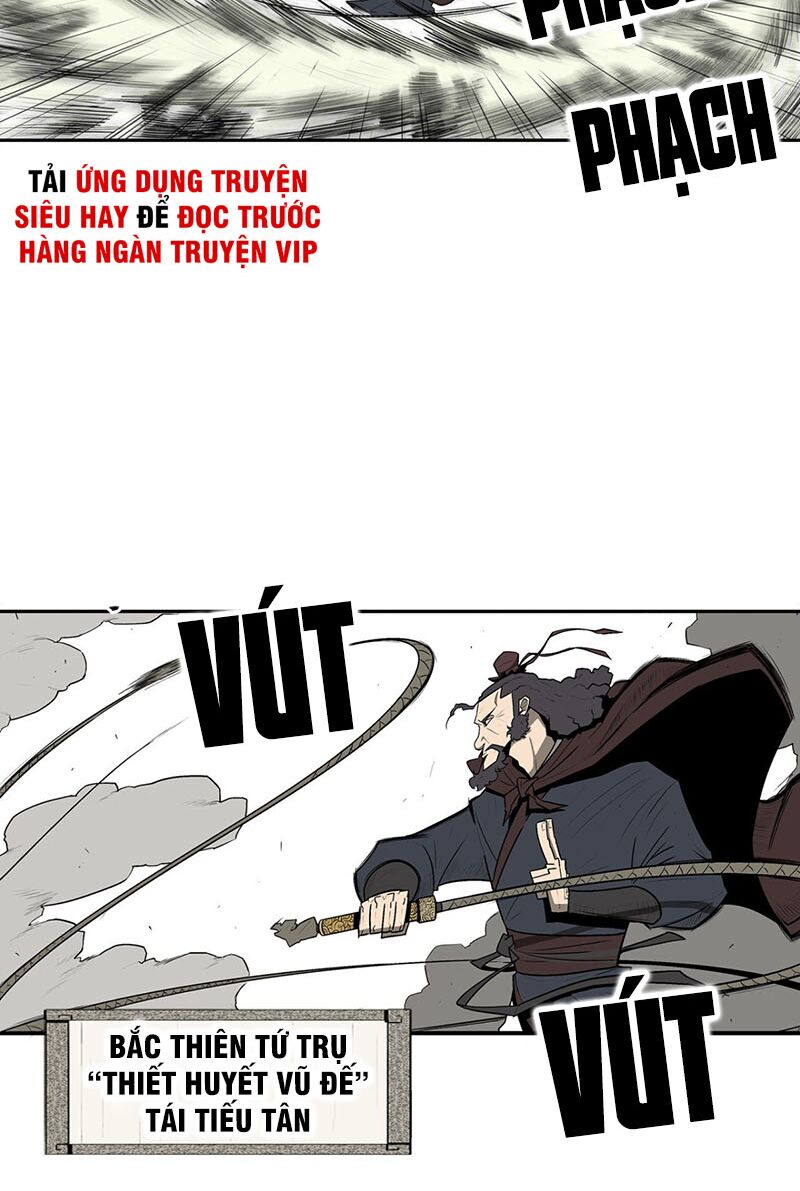 PHẠCH
PHẠCH
TẢI ỨNG DỤNG TRUYỆN
SIÊU HAY ĐỂ ĐỌC TRƯỚC
HÀNG NGÀN TRUYỆN VIP
VÚT
VÚT
BẮC THIÊN TỨ TRỤ
“THIẾT HUYẾT VŨ ĐẾ”
TÁI TIẾU TÂN